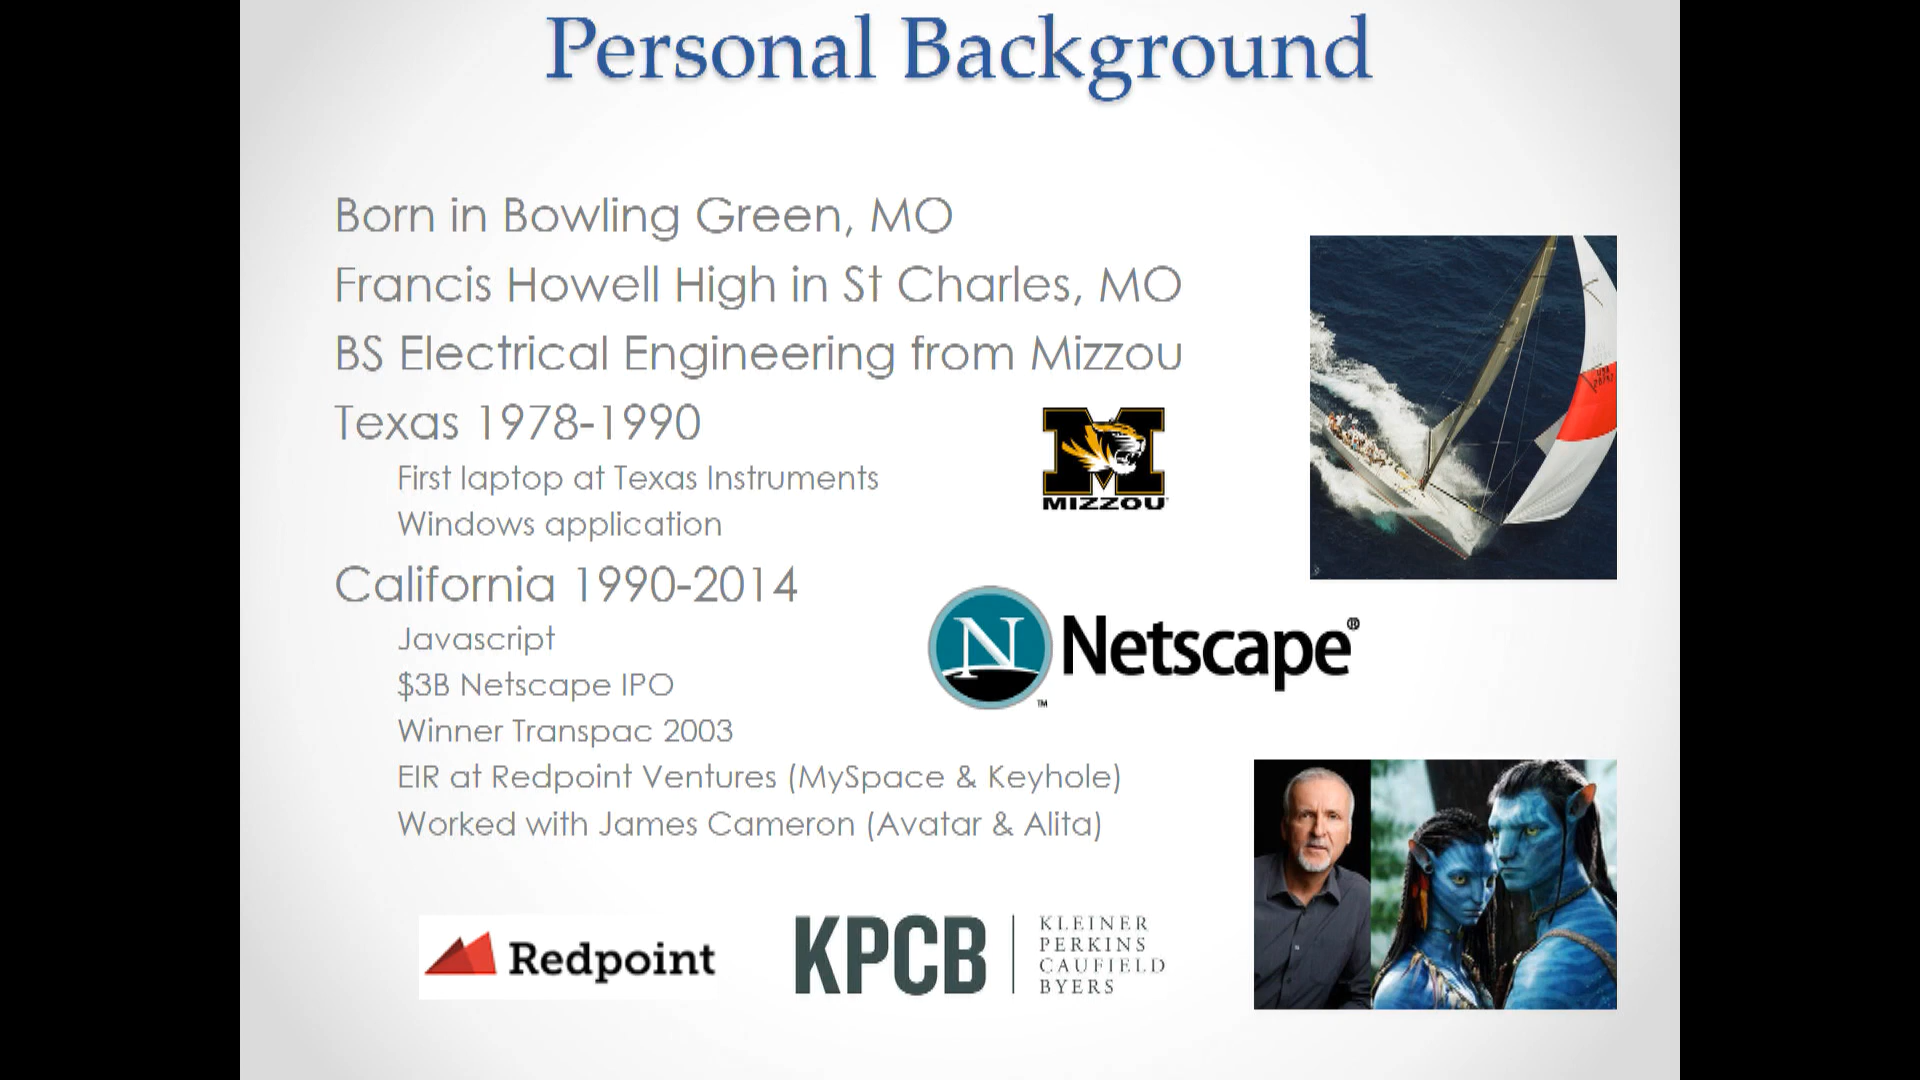 Personal Background
Born in Bowling Green, MO
Francis Howell High in St Charles, MO
BS Electrical Engineering from Mizzou
Texas 1978-1990
First laptop at Texas Instruments
Windows application
MIZZOU
California 1990-2014
Javascript
$3B Netscape IPO
Winner Transpac 2003
EIR at Redpoint Ventures (MySpace & Keyhole)
Worked with James Cameron (Avatar & Alita)
N Netscape®
™
Redpoint
KPCB
KLEINER
PERKINS
CAUFIELD
BYERS